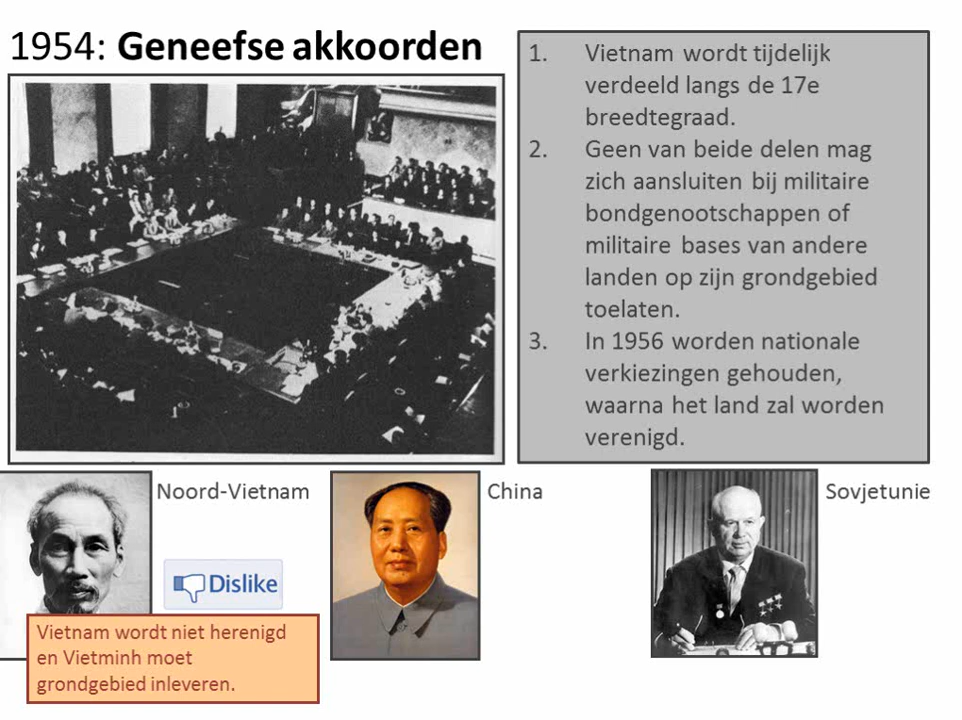 1954: Geneefse akkoorden
1. Vietnam wordt tijdelijk
verdeeld langs de 17e
breedtegraad.
2. Geen van beide delen mag
zich aansluiten bij militaire
bondgenootschappen of
militaire bases van andere
landen op zijn grondgebied
toelaten.
3. In 1956 worden nationale
verkiezingen gehouden,
waarna het land zal worden
verenigd.
Noord-Vietnam
China
Sovjetunie
Dislike
Vietnam wordt niet herenigd
en Vietminh moet
grondgebied inleveren.